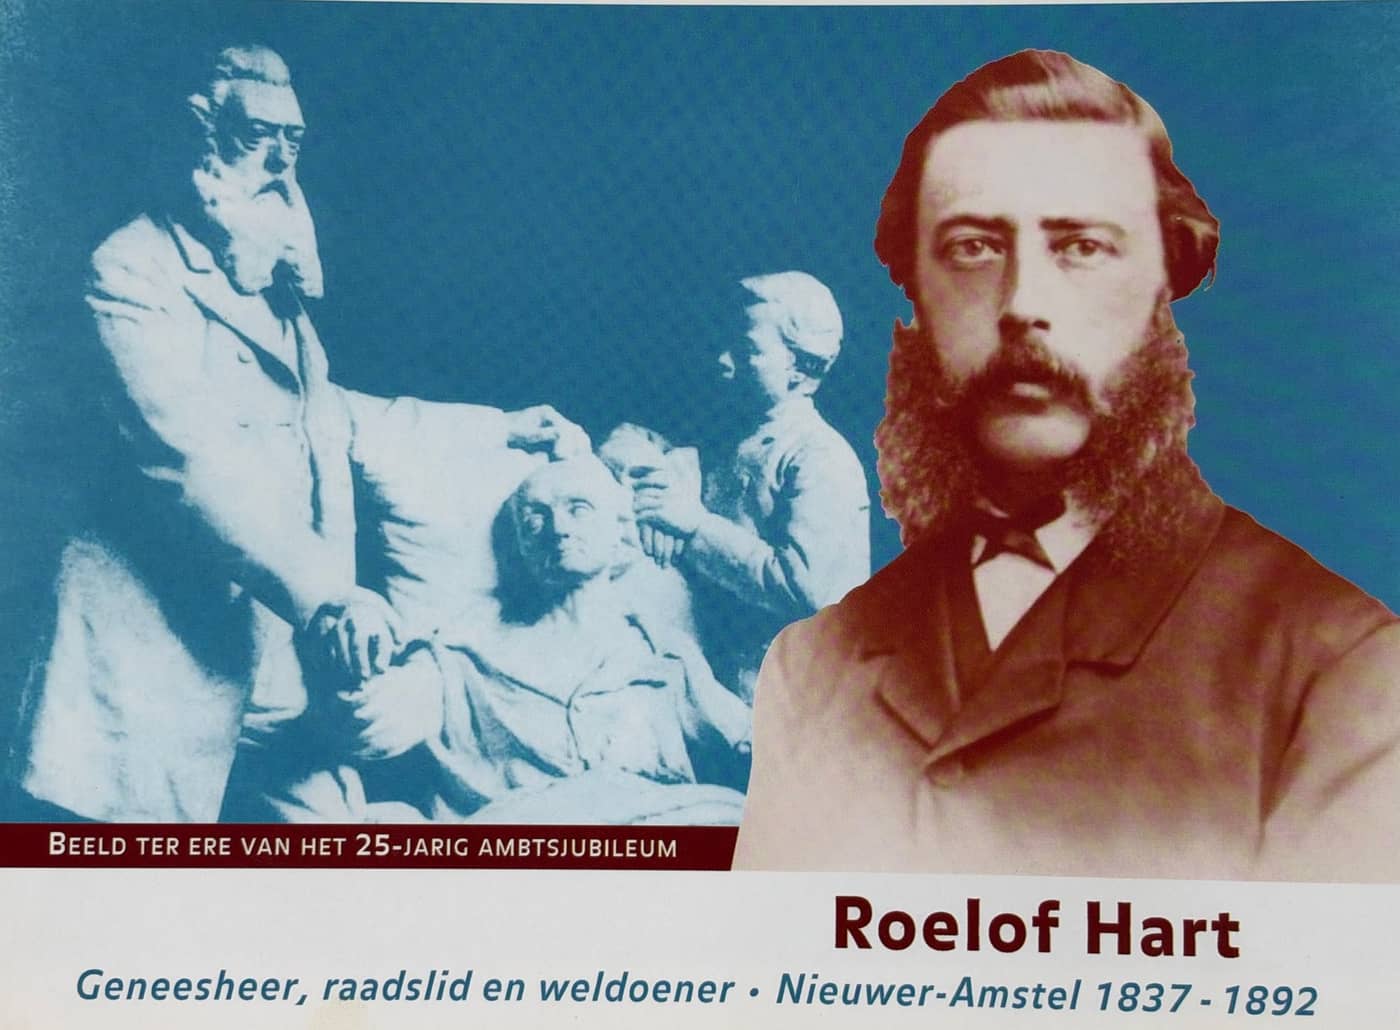 BEELD TER ERE VAN HET 25-JARIG AMBTSJUBILEUM
Roelof Hart
Geneesheer, raadslid en weldoener • Nieuwer-Amstel 1837 - 1892